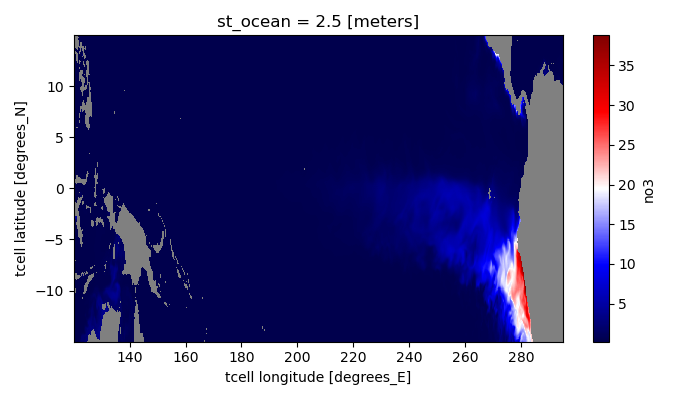 st_ocean = 2.5 [meters]
tcell latitude [degrees_N]
10
5
0
−5
−10
140 160 180 200 220 240 260 280
tcell longitude [degrees_E]
35
30
25
20
15
10
5
no3